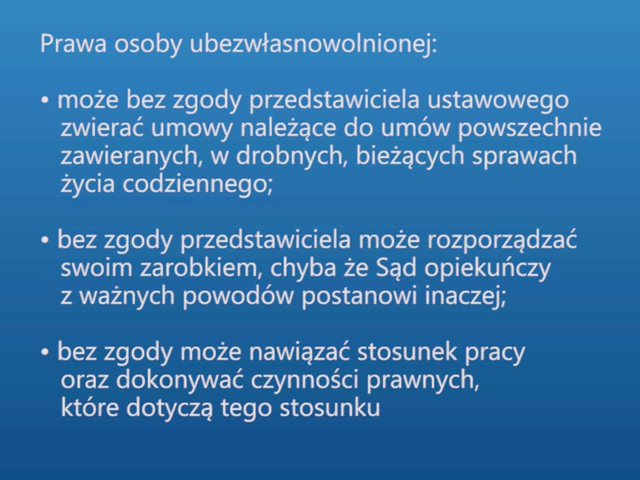 Prawa osoby ubezwłasnowolnionej:
• może bez zgody przedstawiciela ustawowego
zwierać umowy należące do umów powszechnie
zawieranych, w drobnych, bieżących sprawach
życia codziennego;
• bez zgody przedstawiciela może rozporządzać
swoim zarobkiem, chyba że Sąd opiekuńczy
z ważnych powodów postanowi inaczej;
• bez zgody może nawiązać stosunek pracy
oraz dokonywać czynności prawnych,
które dotyczą tego stosunku